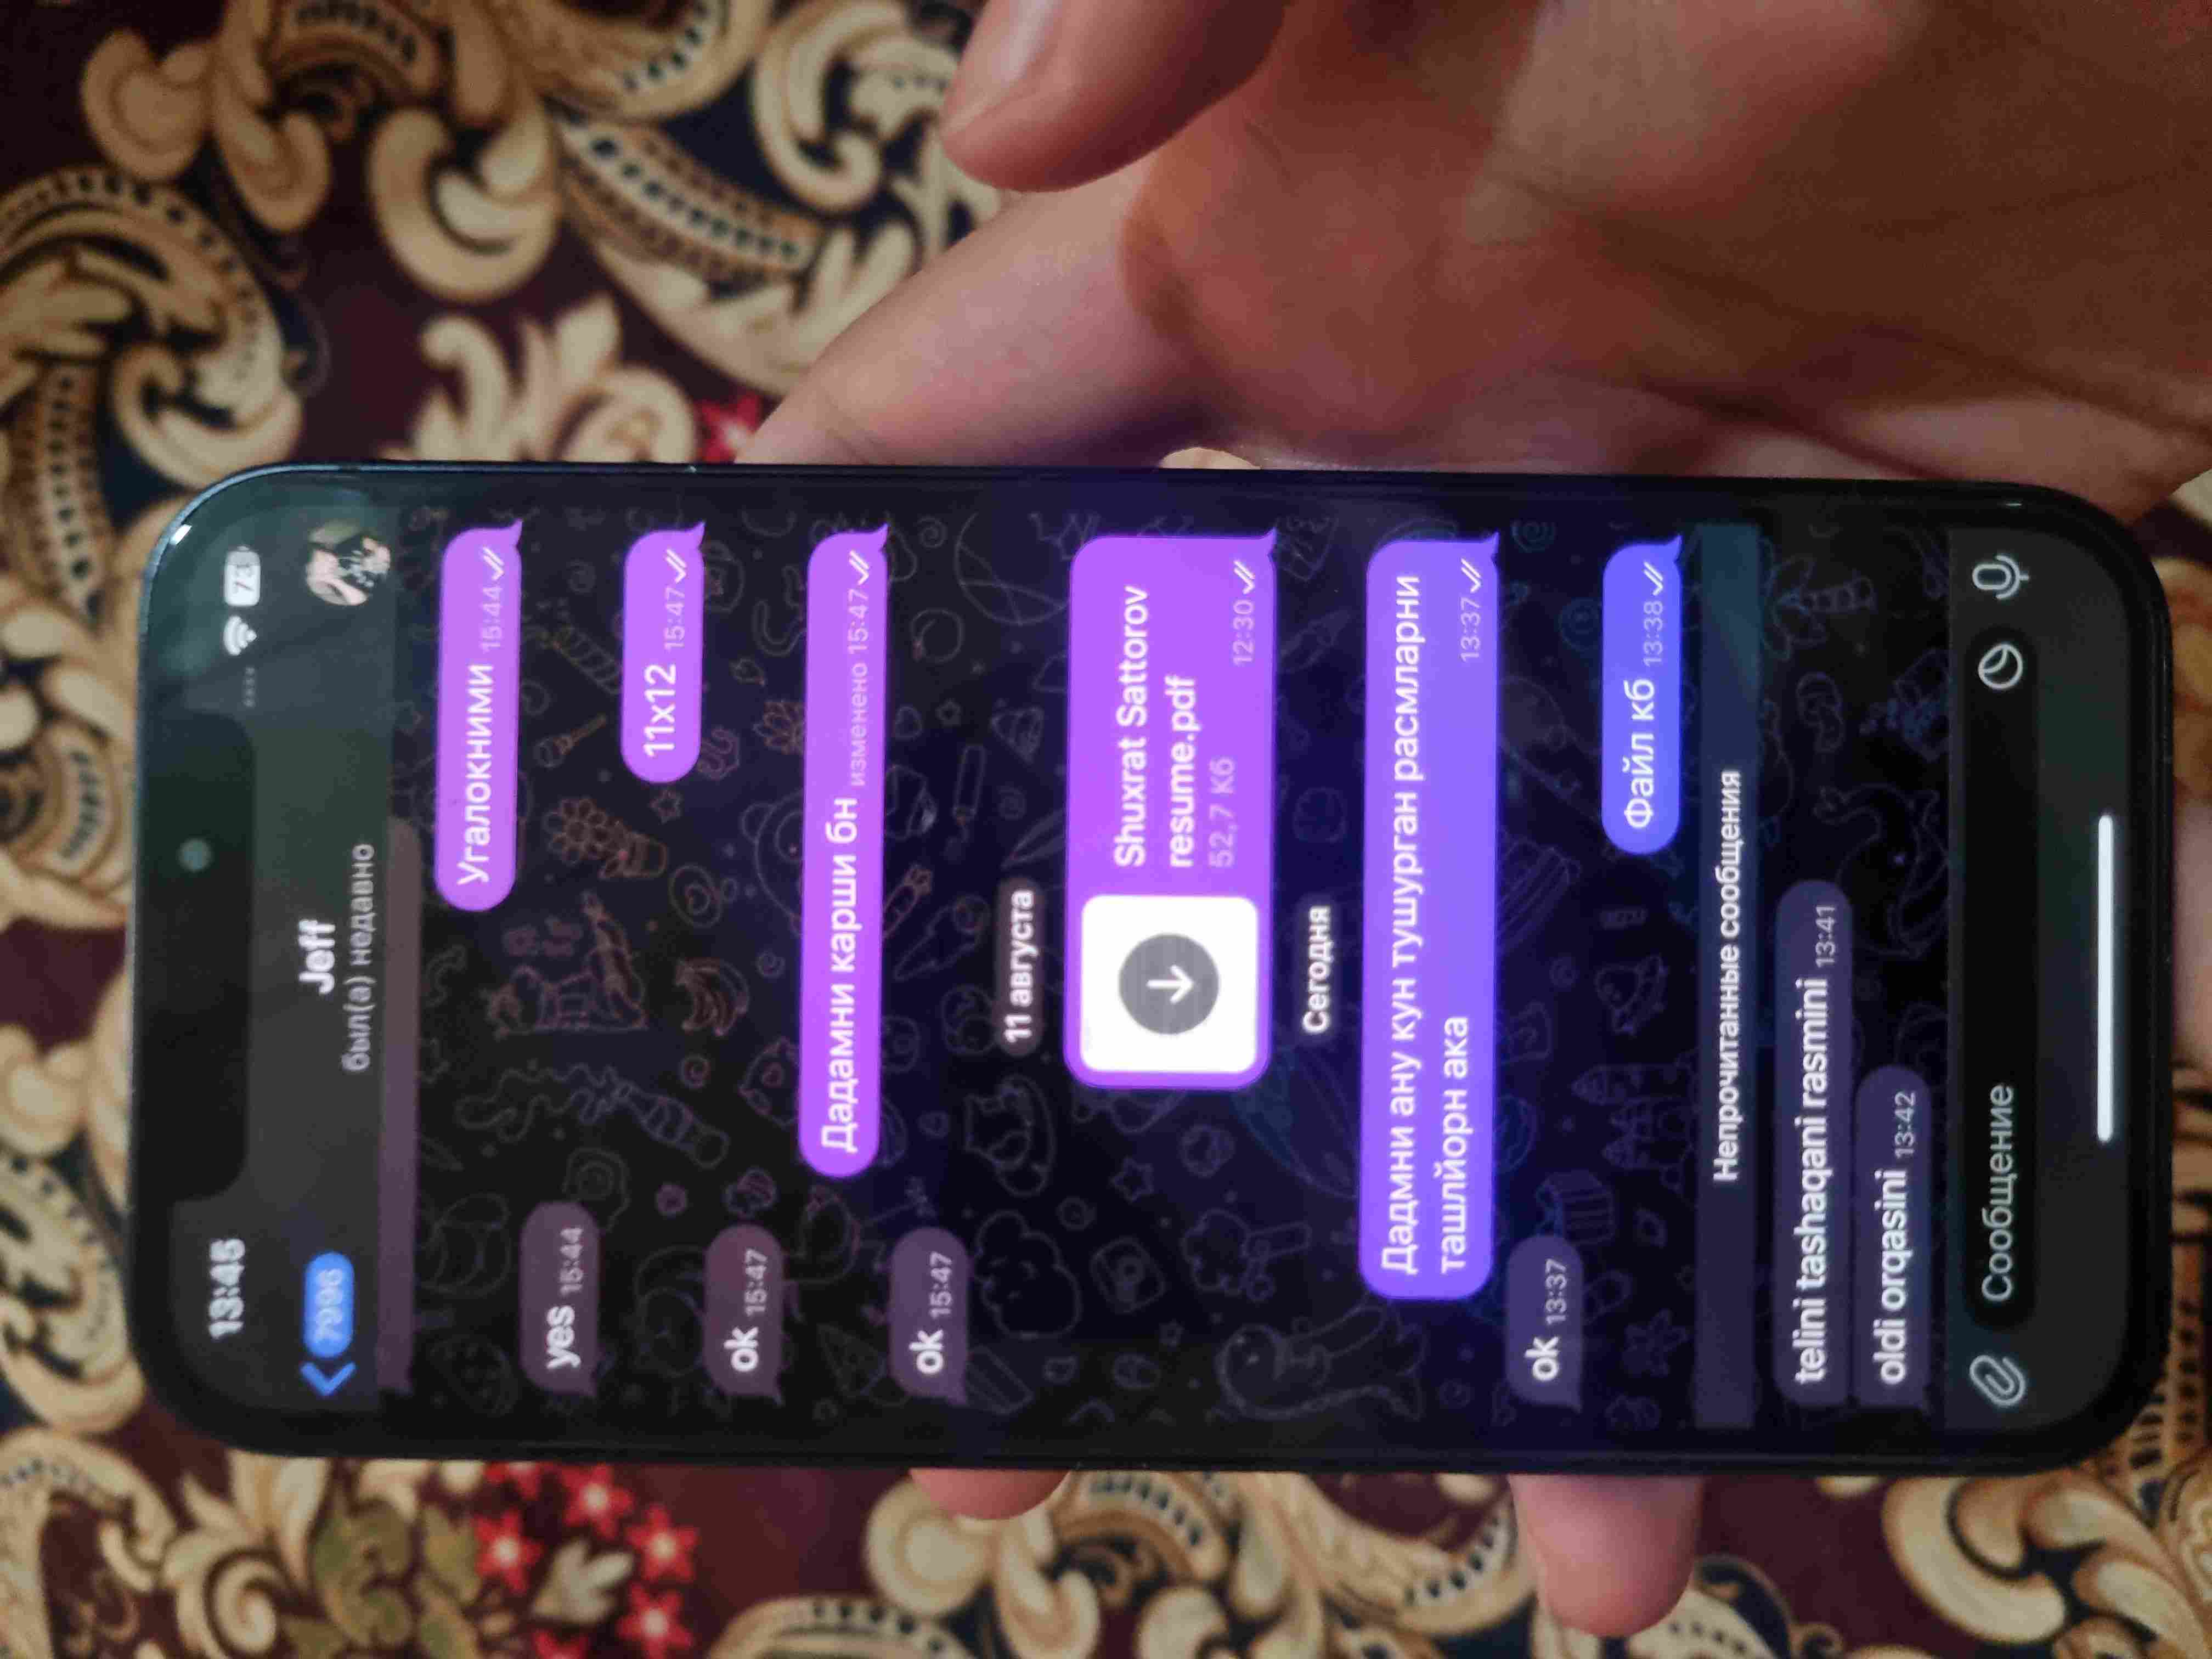 13:45
73
7996
Jeff
был(а) недавно
Угалокними 15:44
yes 15:44
11x12 15:47
ok 15:47
Дадамни карши бн изменено 15:47
ok 15:47
11 августа
Shuxrat Sattorov
resume.pdf
52,7 Кб
12:30
Сегодня
Дадмни ану кун тушурган расмларни
ташлйорн ака 13:37
ok 13:37
Файл кб 13:38
Непрочитанные сообщения
telini tashaqani rasmini 13:41
oldi orqasini 13:42
Сообщение